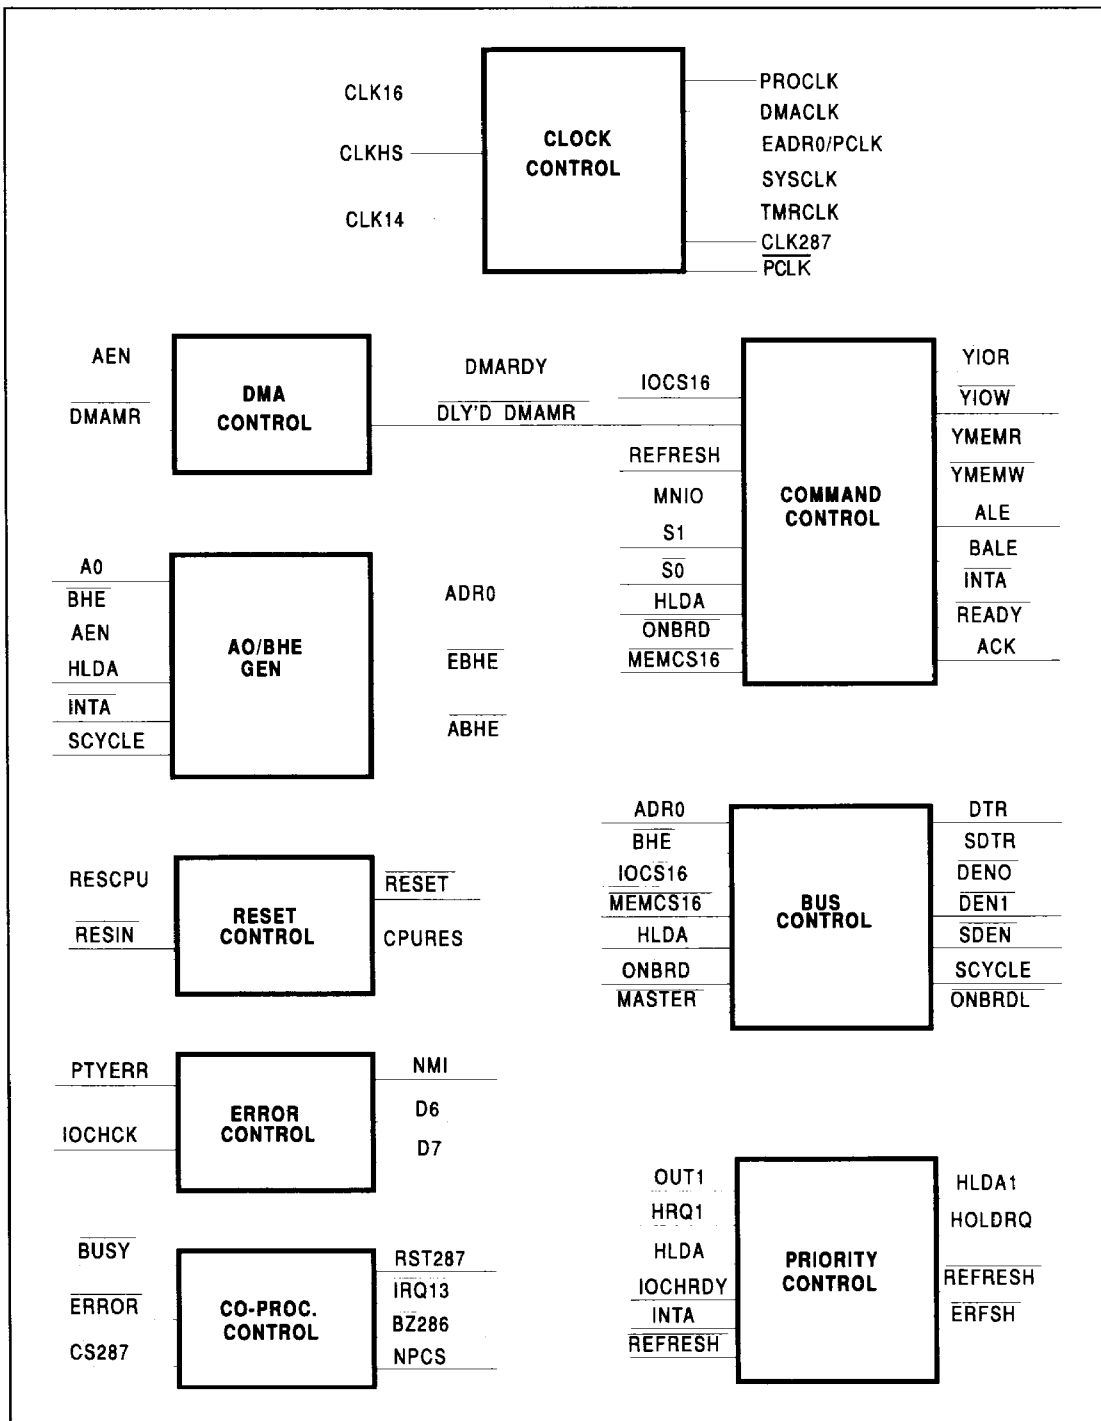 CLOCK
CONTROL
CLK16
CLKHS
CLK14
PROCLK
DMACLK
EADR0/PCLK
SYSCLK
TMRCLK
CLK287
PCLK
DMA
CONTROL
AEN
DMAMR
DMARDY
DLY'D DMAMR
COMMAND
CONTROL
IOCS16
REFRESH
MNIO
S1
S0
HLDA
ONBRD
MEMCS16
YIOR
YIOW
YMEMR
YMEMW
ALE
BALE
INTA
READY
ACK
AO/BHE
GEN
A0
BHE
AEN
HLDA
INTA
SCYCLE
ADR0
EBHE
ABHE
BUS
CONTROL
ADR0
BHE
IOCS16
MEMCS16
HLDA
ONBRD
MASTER
DTR
SDTR
DENO
DEN1
SDEN
SCYCLE
ONBRDL
RESET
CONTROL
RESCPU
RESIN
RESET
CPURES
ERROR
CONTROL
PTYERR
IOCHCK
NMI
D6
D7
PRIORITY
CONTROL
OUT1
HRQ1
HLDA
IOCHRDY
INTA
REFRESH
HLDA1
HOLDRQ
REFRESH
ERFSH
CO-PROC.
CONTROL
BUSY
ERROR
CS287
RST287
IRQ13
BZ286
NPCS